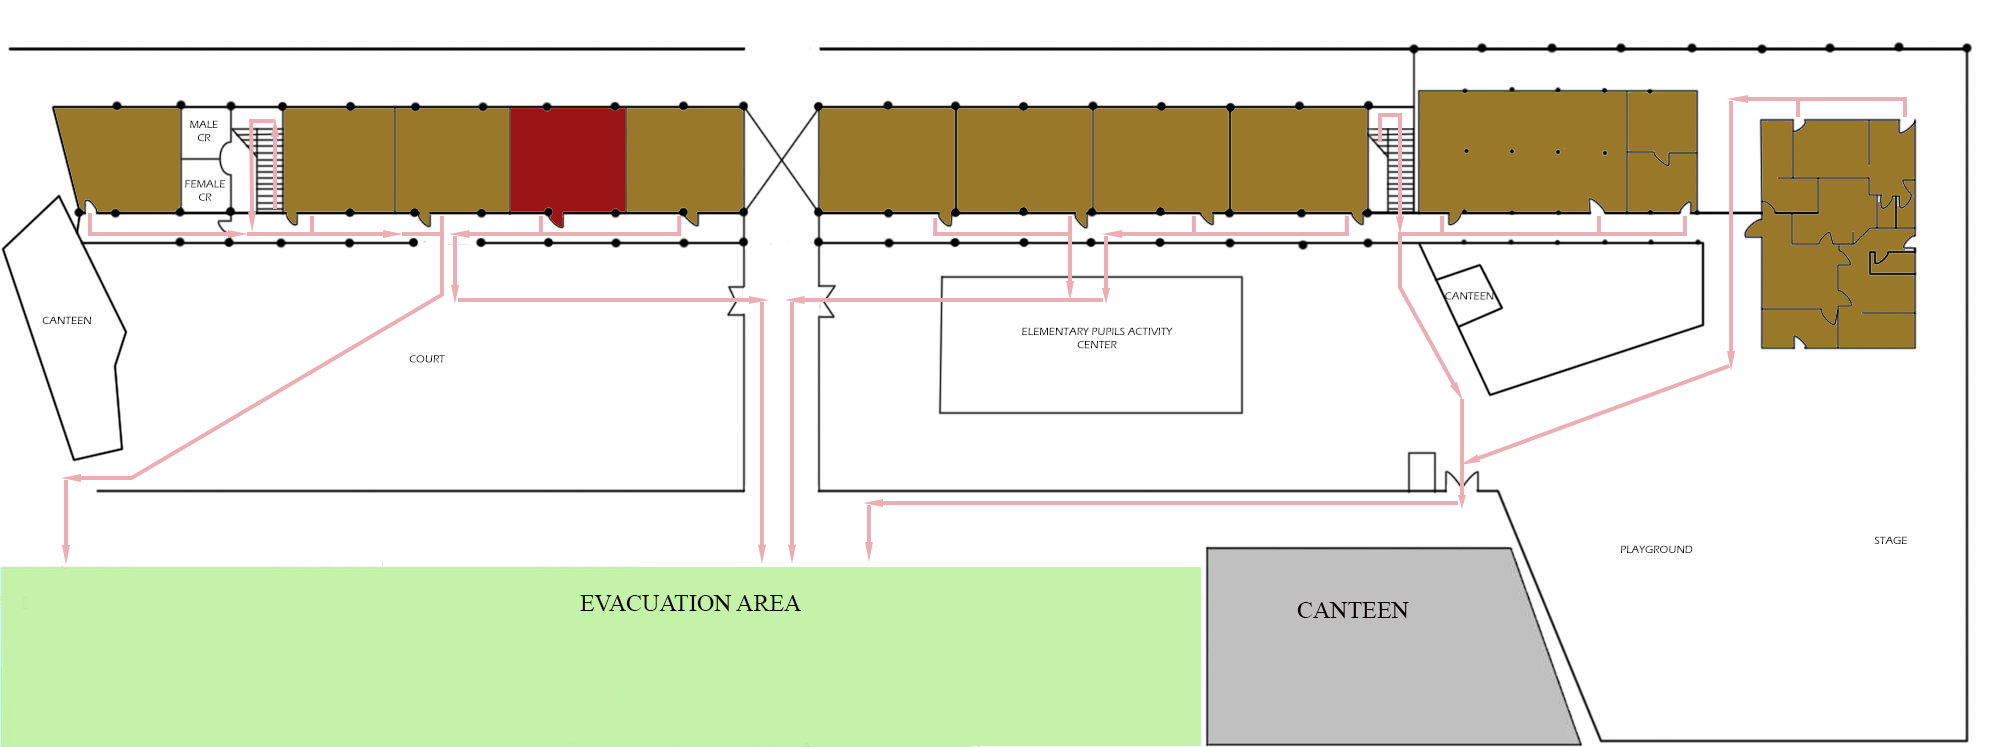 MALE
CR
FEMALE
CR
CANTEEN
COURT
ELEMENTARY PUPILS ACTIVITY
CENTER
CANTEEN
PLAYGROUND
STAGE
EVACUATION AREA
CANTEEN